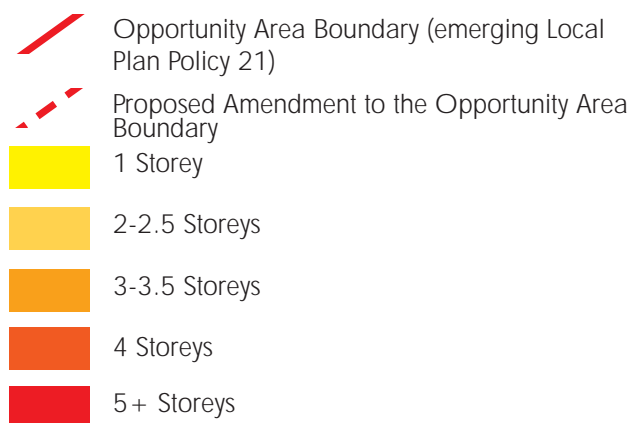 Opportunity Area Boundary (emerging Local
Plan Policy 21)
Proposed Amendment to the Opportunity Area
Boundary
1 Storey
2-2.5 Storeys
3-3.5 Storeys
4 Storeys
5+ Storeys